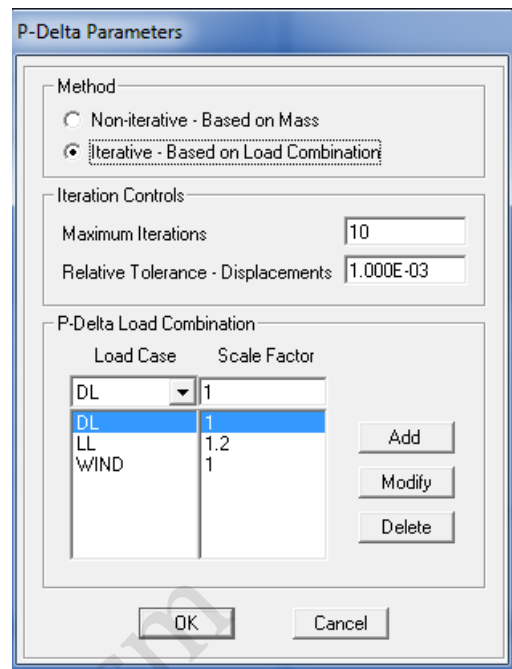 P-Delta Parameters
Method
Non-iterative - Based on Mass
Iterative - Based on Load Combination
Iteration Controls
Maximum Iterations 10
Relative Tolerance - Displacements 1.000E-03
P-Delta Load Combination
Load Case Scale Factor
DL 1
DL 1
LL 1.2
WIND 1
Add
Modify
Delete
OK Cancel